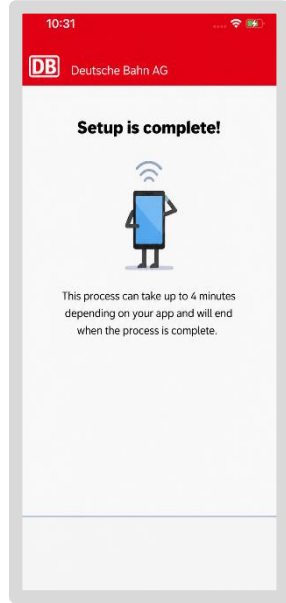 10:31
DB
Deutsche Bahn AG
Setup is complete!
This process can take up to 4 minutes
depending on your app and will end
when the process is complete.